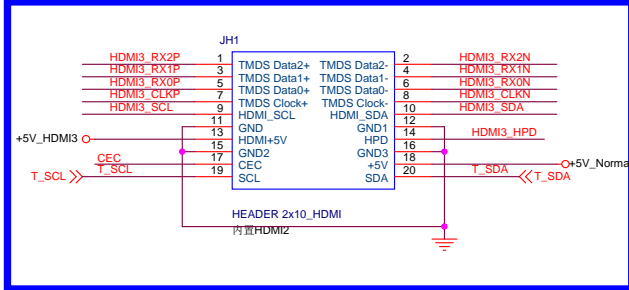 JH1
HDMI3_RX2P 1 TMDS Data2+ TMDS Data2- 2 HDMI3_RX2N
HDMI3_RX1P 3 TMDS Data1+ TMDS Data1- 4 HDMI3_RX1N
HDMI3_RX0P 5 TMDS Data0+ TMDS Data0- 6 HDMI3_RX0N
HDMI3_CLKP 7 TMDS Clock+ TMDS Clock- 8 HDMI3_CLKN
HDMI3_SCL 9 HDMI_SCL HDMI_SDA 10 HDMI3_SDA
11 GND GND1 12
+5V_HDMI3 13 HDMI+5V HPD 14 HDMI3_HPD
15 GND2 GND3 16
CEC 17 CEC +5V 18 +5V_Norma
T_SCL T_SCL 19 SCL SDA 20 T_SDA T_SDA
HEADER 2x10_HDMI
内置HDMI2